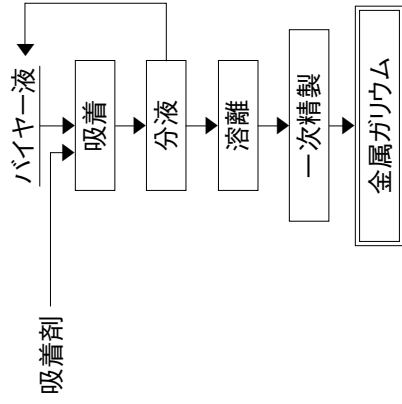 バイヤー液
吸着剤
吸着
分液
溶離
一次精製
金属ガリウム